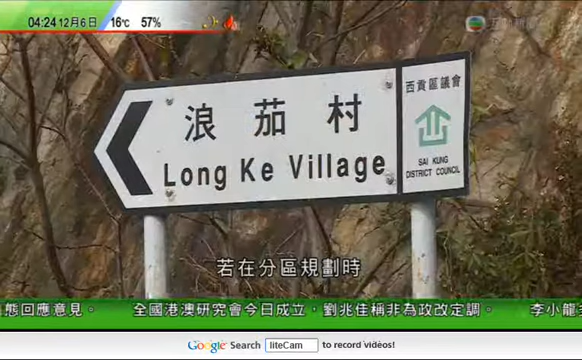 04:24 12月6日 16℃ 57%
浪茄村
Long Ke Village
西貢區議會
SAI KUNG
DISTRICT COUNCIL
若在分區規劃時
態回應意見。 全國港澳研究會今日成立，劉兆佳稱非為政改定調。 李小龍
Google Search liteCam to record videos!